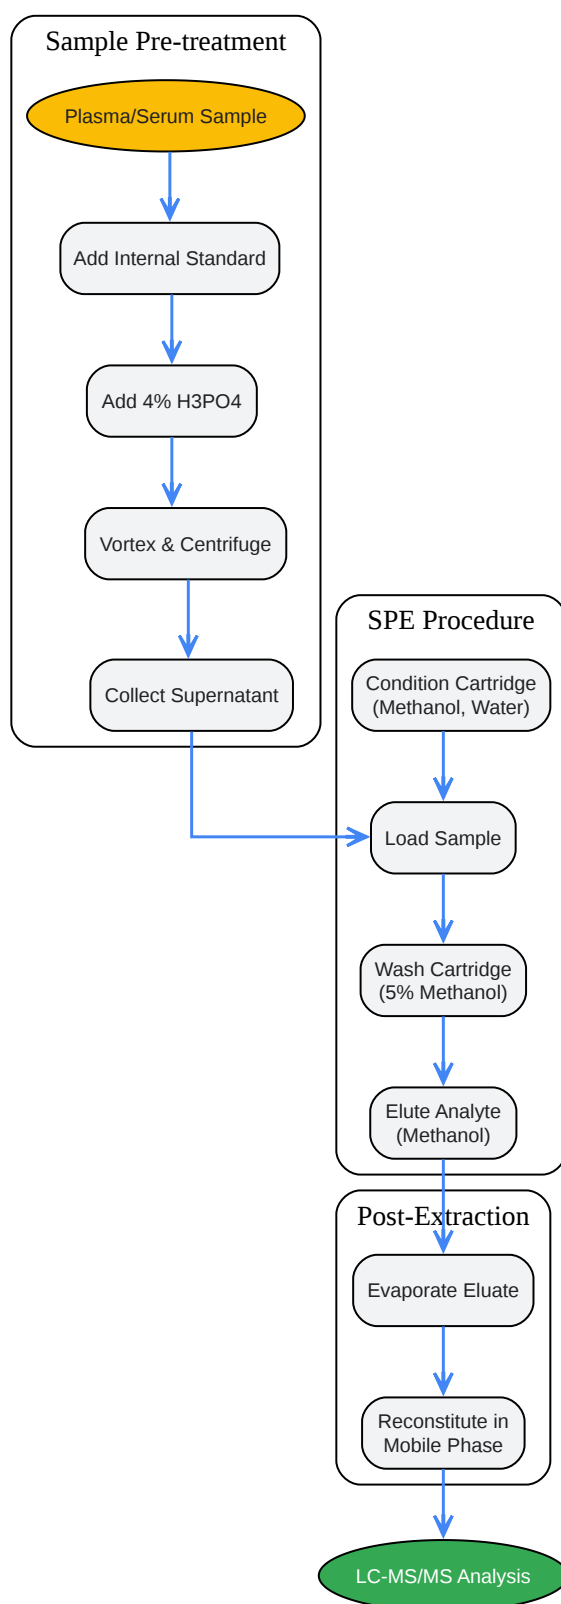 Sample Pre-treatment
Plasma/Serum Sample
Add Internal Standard
Add 4% H3PO4
Vortex & Centrifuge
Collect Supernatant
SPE Procedure
Condition Cartridge
(Methanol, Water)
Load Sample
Wash Cartridge
(5% Methanol)
Elute Analyte
(Methanol)
Post-Extraction
Evaporate Eluate
Reconstitute in
Mobile Phase
LC-MS/MS Analysis